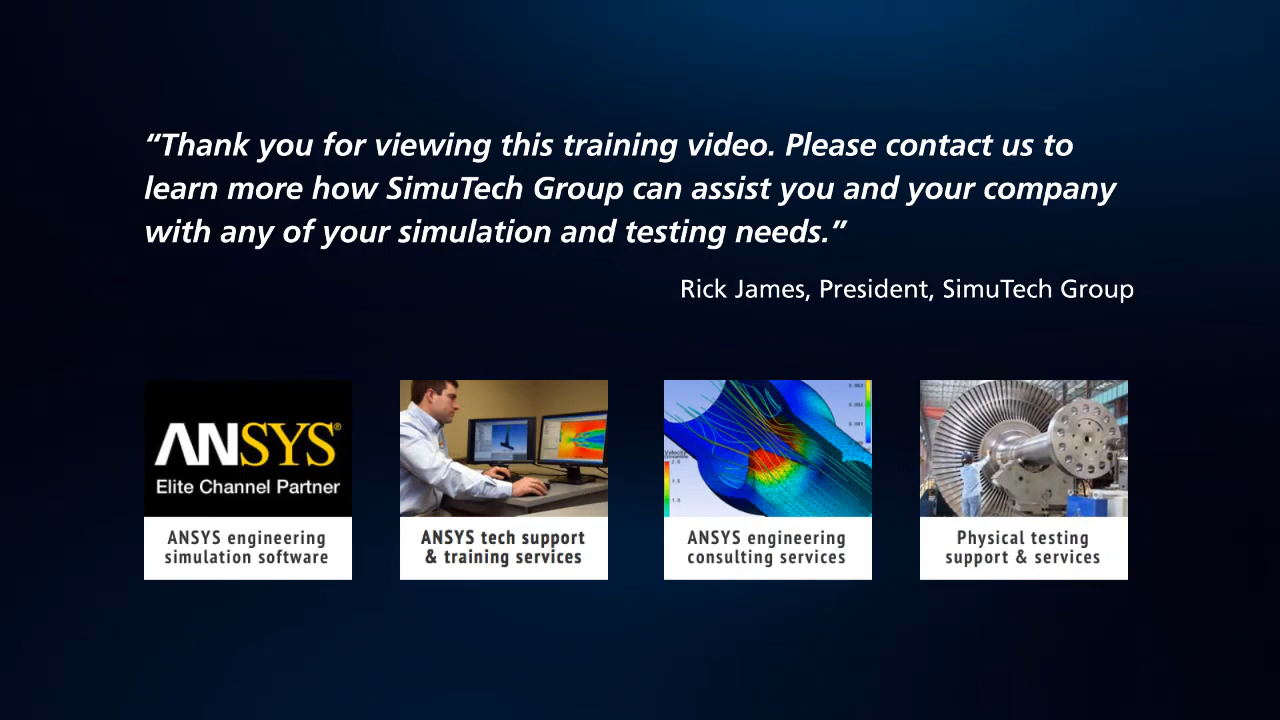 “Thank you for viewing this training video. Please contact us to
learn more how SimuTech Group can assist you and your company
with any of your simulation and testing needs.”
Rick James, President, SimuTech Group
ANSYS®
Elite Channel Partner
ANSYS engineering
simulation software
ANSYS tech support
& training services
Velocity
ANSYS engineering
consulting services
Physical testing
support & services